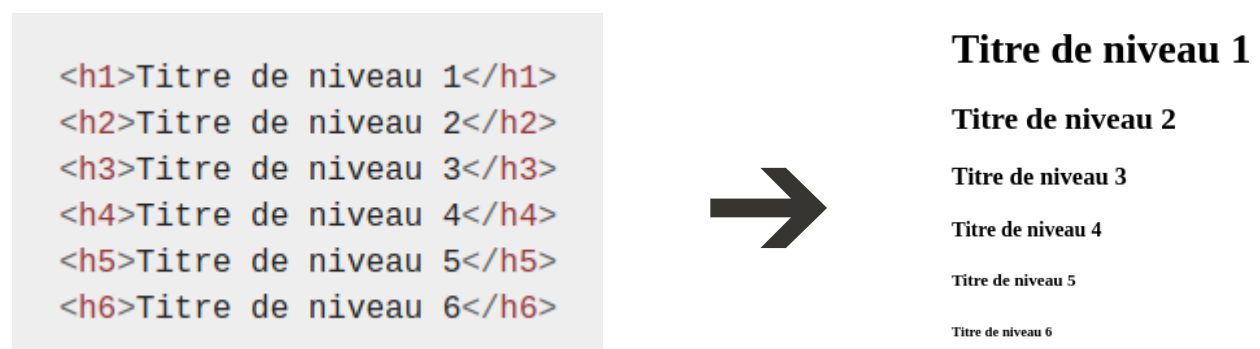 <h1>Titre de niveau 1</h1>
<h2>Titre de niveau 2</h2>
<h3>Titre de niveau 3</h3>
<h4>Titre de niveau 4</h4>
<h5>Titre de niveau 5</h5>
<h6>Titre de niveau 6</h6>
Titre de niveau 1
Titre de niveau 2
Titre de niveau 3
Titre de niveau 4
Titre de niveau 5
Titre de niveau 6